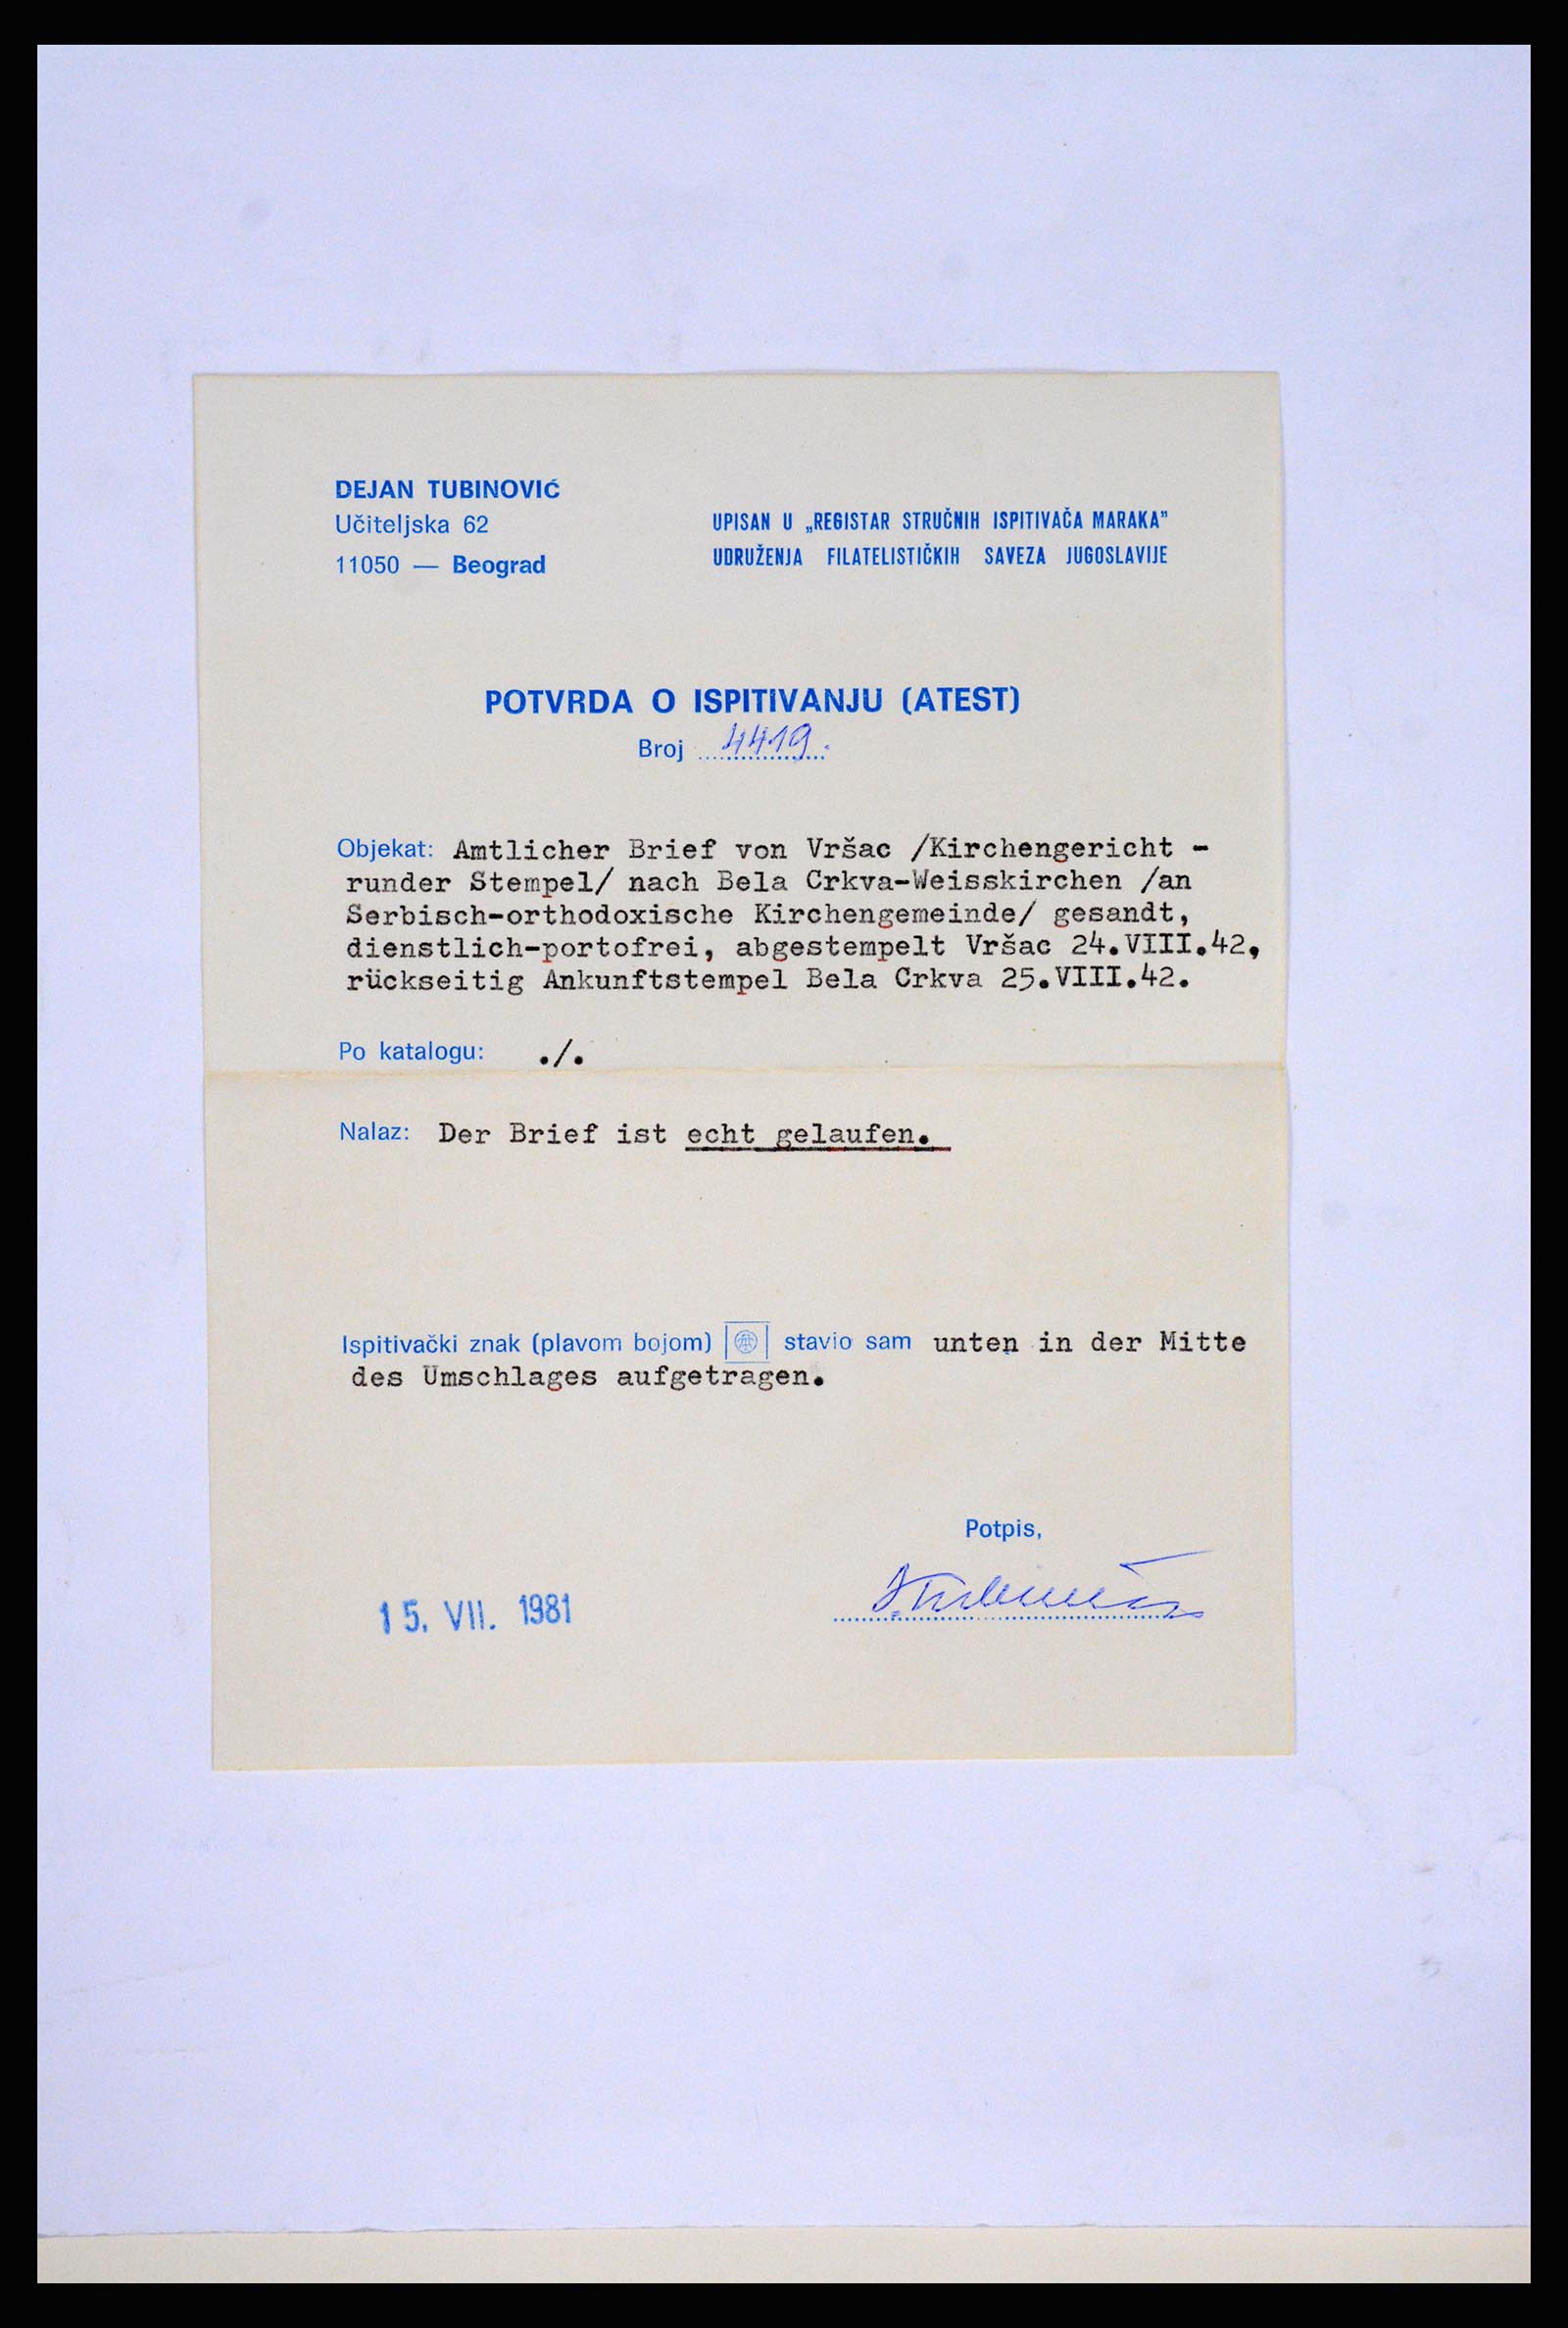 DEJAN TUBINOVIĆ
Učiteljska 62
11050 — Beograd
UPISAN U „REGISTAR STRUČNIH ISPITIVAČA MARAKA”
UDRUŽENJA FILATELISTIČKIH SAVEZA JUGOSLAVIJE
POTVRDA O ISPITIVANJU (ATEST)
Broj 4419.
Objekat: Amtlicher Brief von Vršac /Kirchengericht -
runder Stempel/ nach Bela Crkva-Weisskirchen /an
Serbisch-orthodoxische Kirchengemeinde/ gesandt,
dienstlich-portofrei, abgestempelt Vršac 24.VIII.42,
rückseitig Ankunftstempel Bela Crkva 25.VIII.42.
Po katalogu: ./.
Nalaz: Der Brief ist echt gelaufen.
Ispitivački znak (plavom bojom) stavio sam unten in der Mitte
des Umschlages aufgetragen.
Potpis,
15. VII. 1981